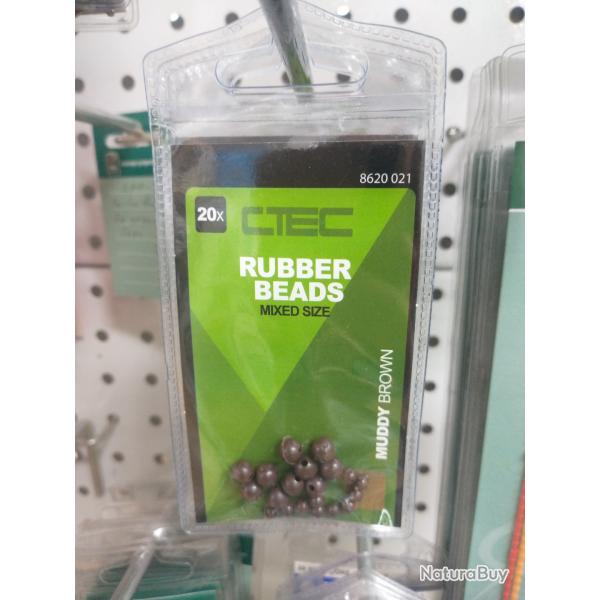 8620 021
20x CTEC
RUBBER
BEADS
MIXED SIZE
MUDDY BROWN
NaturaBuy